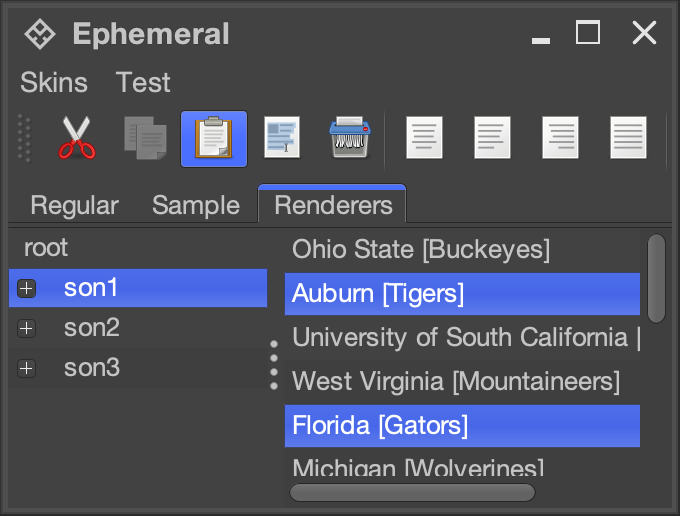 Ephemeral
Skins Test
Regular Sample Renderers
root
son1
son2
son3
Ohio State [Buckeyes]
Auburn [Tigers]
University of South California [
West Virginia [Mountaineers]
Florida [Gators]
Michigan [Wolverines]